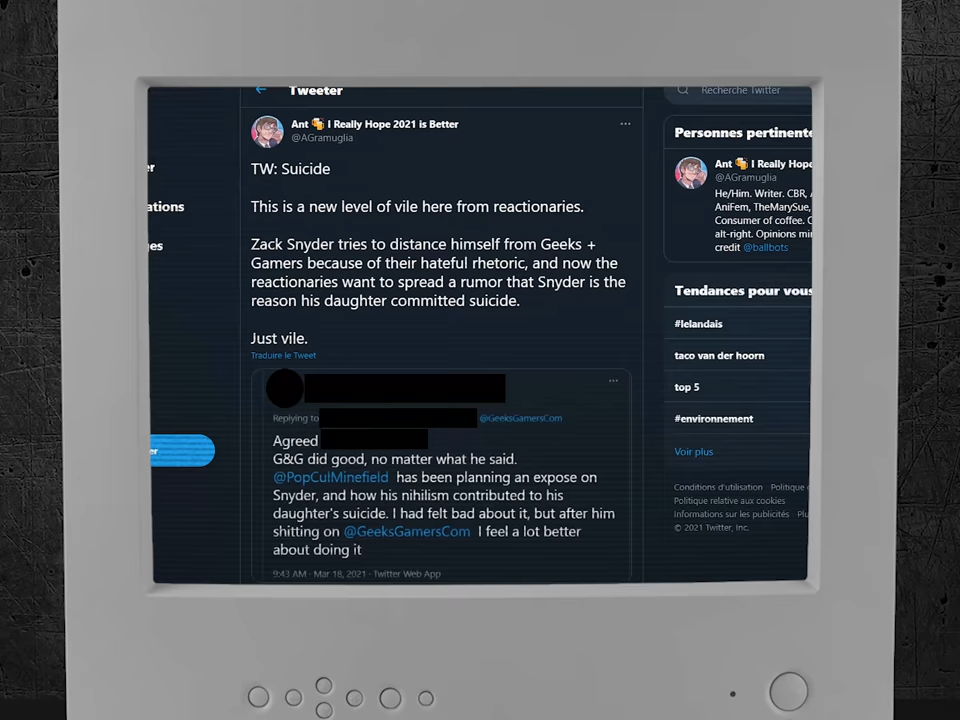 Tweeter
Recherche Twitter
Ant I Really Hope 2021 is Better
@AGramuglia
TW: Suicide
This is a new level of vile here from reactionaries.
Zack Snyder tries to distance himself from Geeks +
Gamers because of their hateful rhetoric, and now the
reactionaries want to spread a rumor that Snyder is the
reason his daughter committed suicide.
Just vile.
Traduire le Tweet
Replying to @GeeksGamersCom
Agreed
G&G did good, no matter what he said.
@PopCulMinefield has been planning an expose on
Snyder, and how his nihilism contributed to his
daughter's suicide. I had felt bad about it, but after him
shitting on @GeeksGamersCom I feel a lot better
about doing it
9:43 AM · Mar 18, 2021 · Twitter Web App
Personnes pertinente
Ant I Really Hope
@AGramuglia
He/Him. Writer. CBR,
AniFem, TheMarySue,
Consumer of coffee.
alt-right. Opinions
credit @ballbots
Tendances pour vous
#lelandais
taco van der hoorn
top 5
#environnement
Voir plus
Conditions d'utilisation Politique
Politique relative aux cookies
Informations sur les publicités
© 2021 Twitter, Inc.